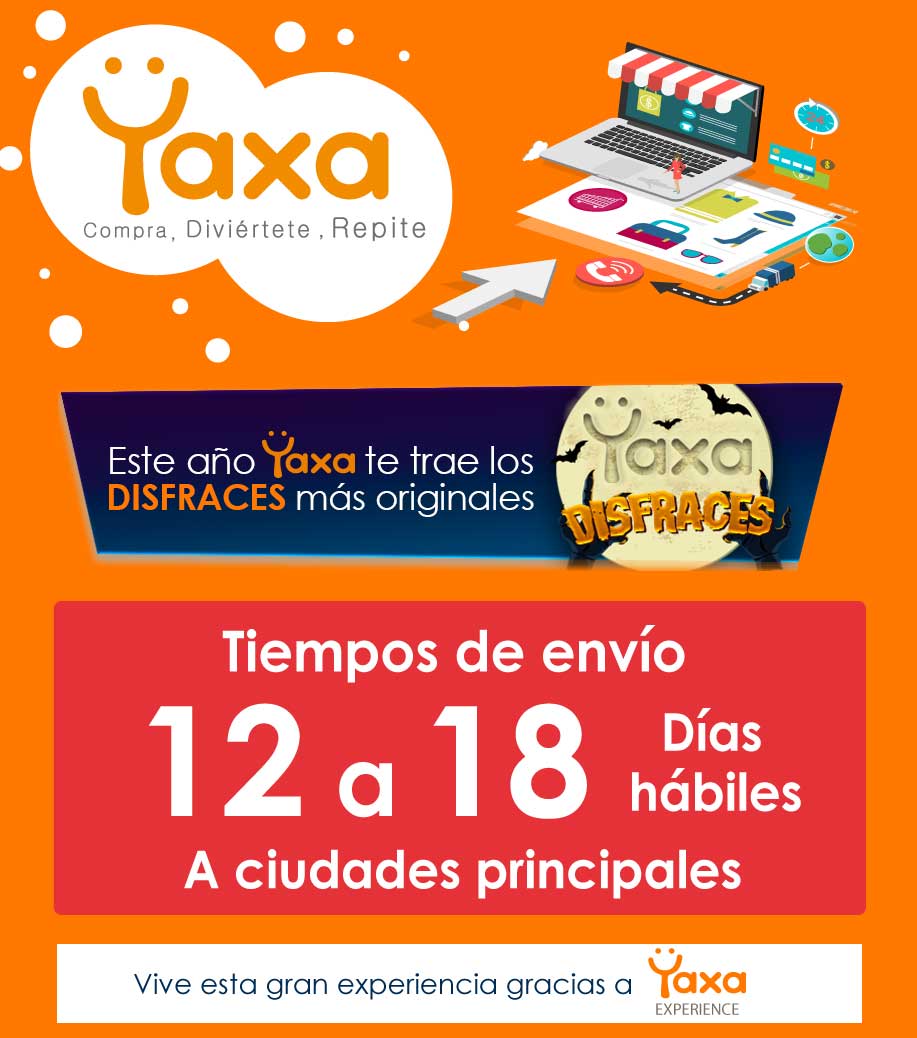 Yaxa
Compra, Diviértete, Repite
Este año Yaxa te trae los
DISFRACES más originales
Yaxa
DISFRACES
Tiempos de envío
12 a 18 Días
hábiles
A ciudades principales
Vive esta gran experiencia gracias a Yaxa
EXPERIENCE